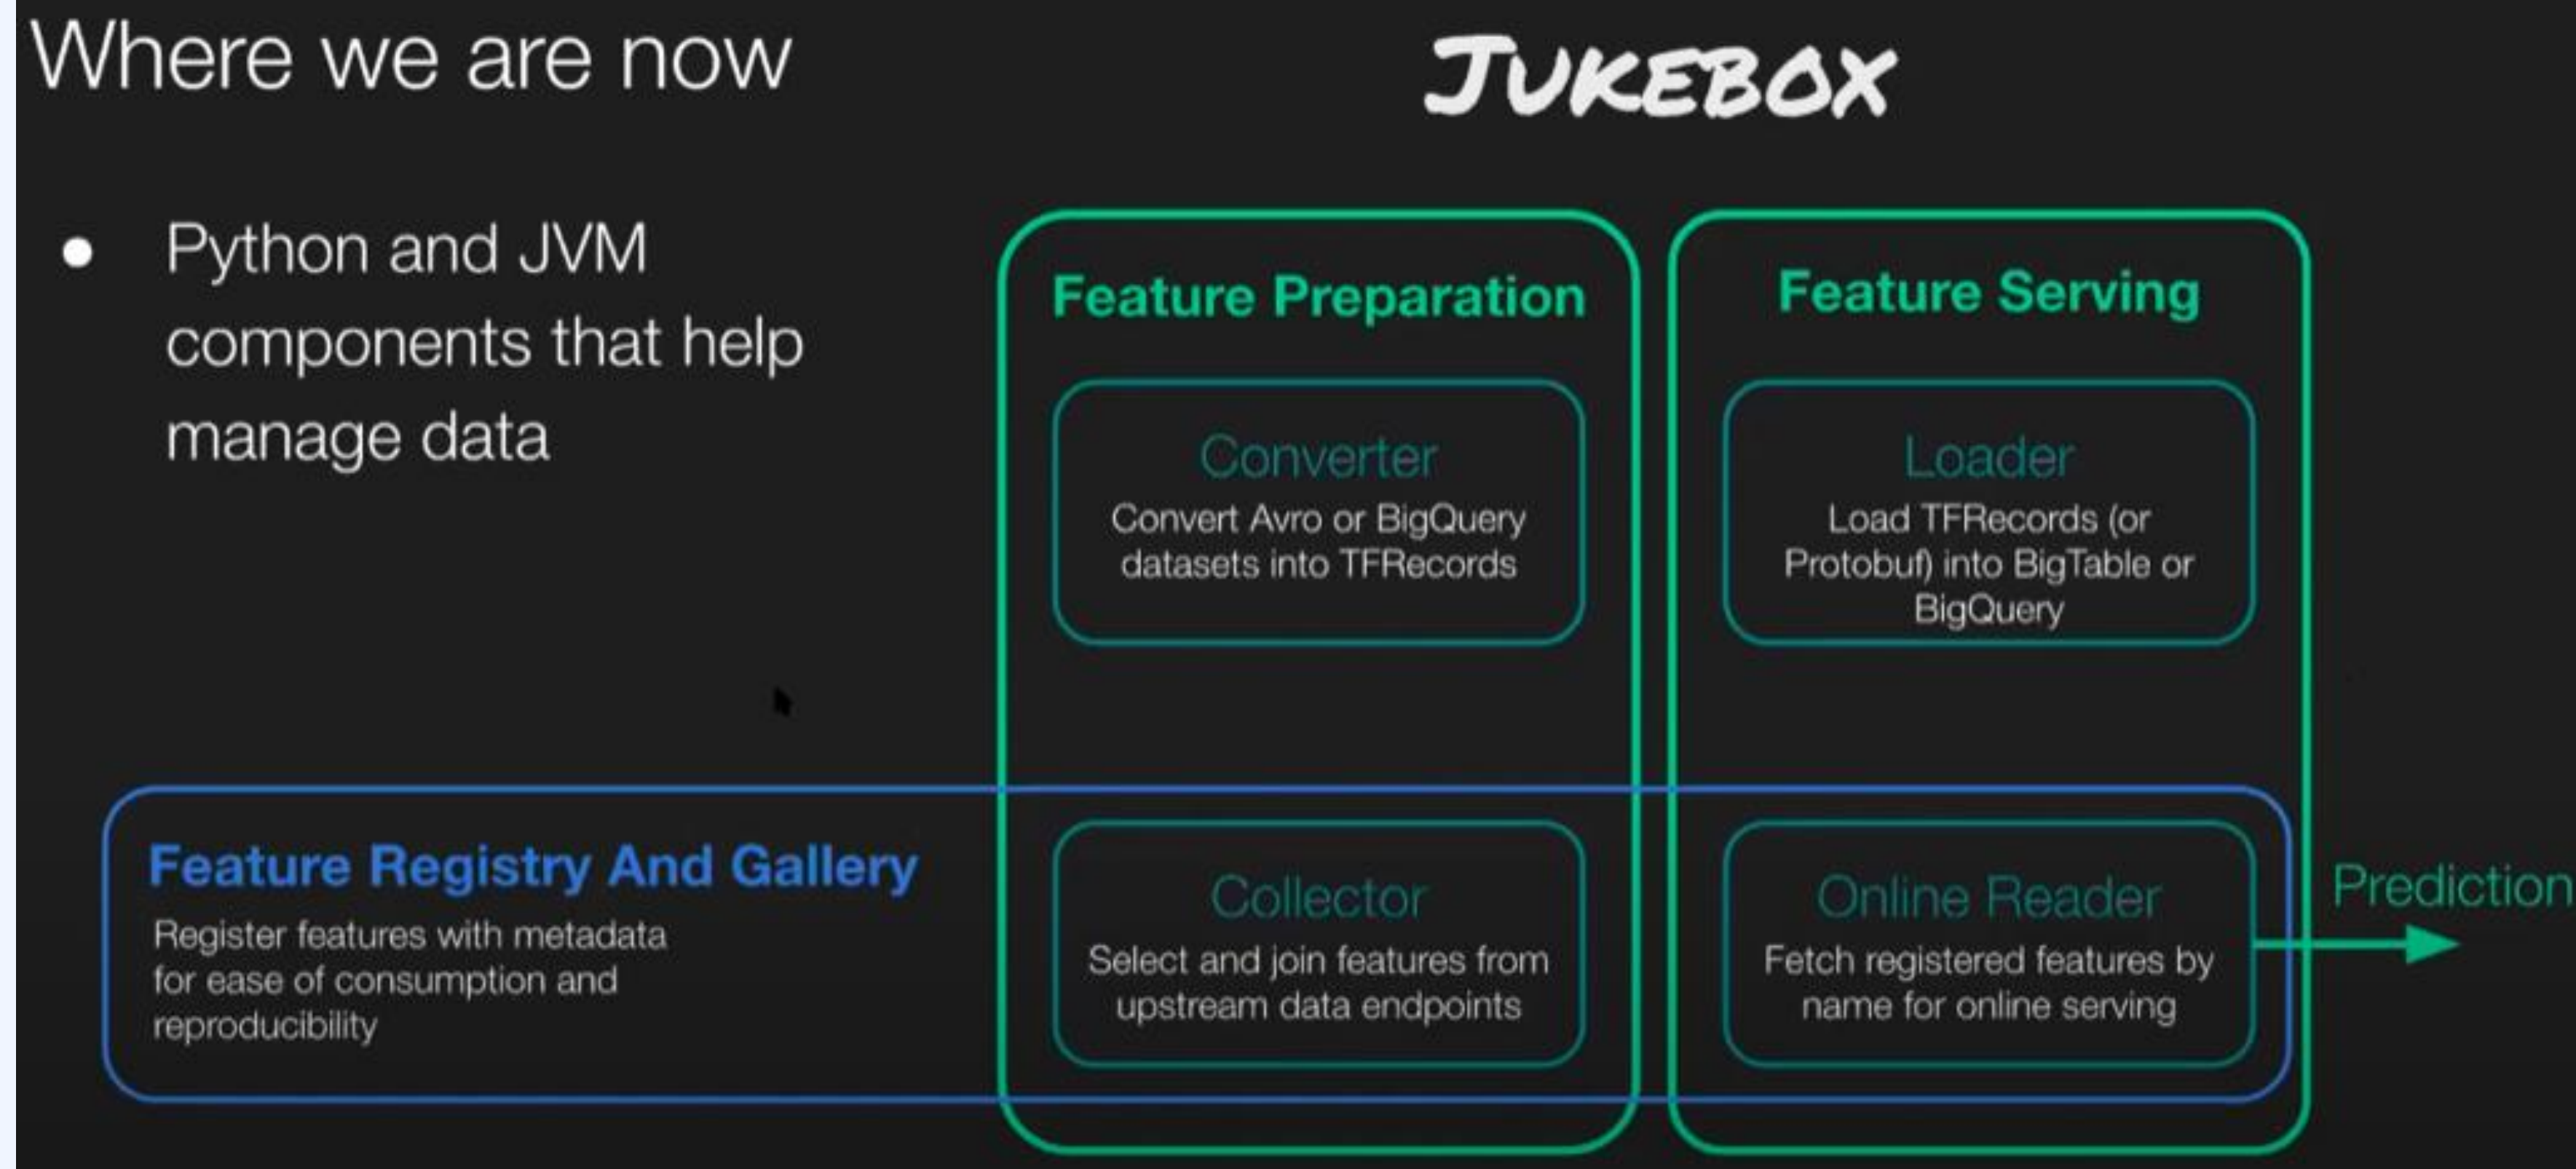 Where we are now
JUKEBOX
● Python and JVM
components that help
manage data
Feature Preparation
Converter
Convert Avro or BigQuery
datasets into TFRecords
Feature Serving
Loader
Load TFRecords (or
Protobuf) into BigTable or
BigQuery
Feature Registry And Gallery
Register features with metadata
for ease of consumption and
reproducibility
Collector
Select and join features from
upstream data endpoints
Online Reader
Fetch registered features by
name for online serving
Prediction